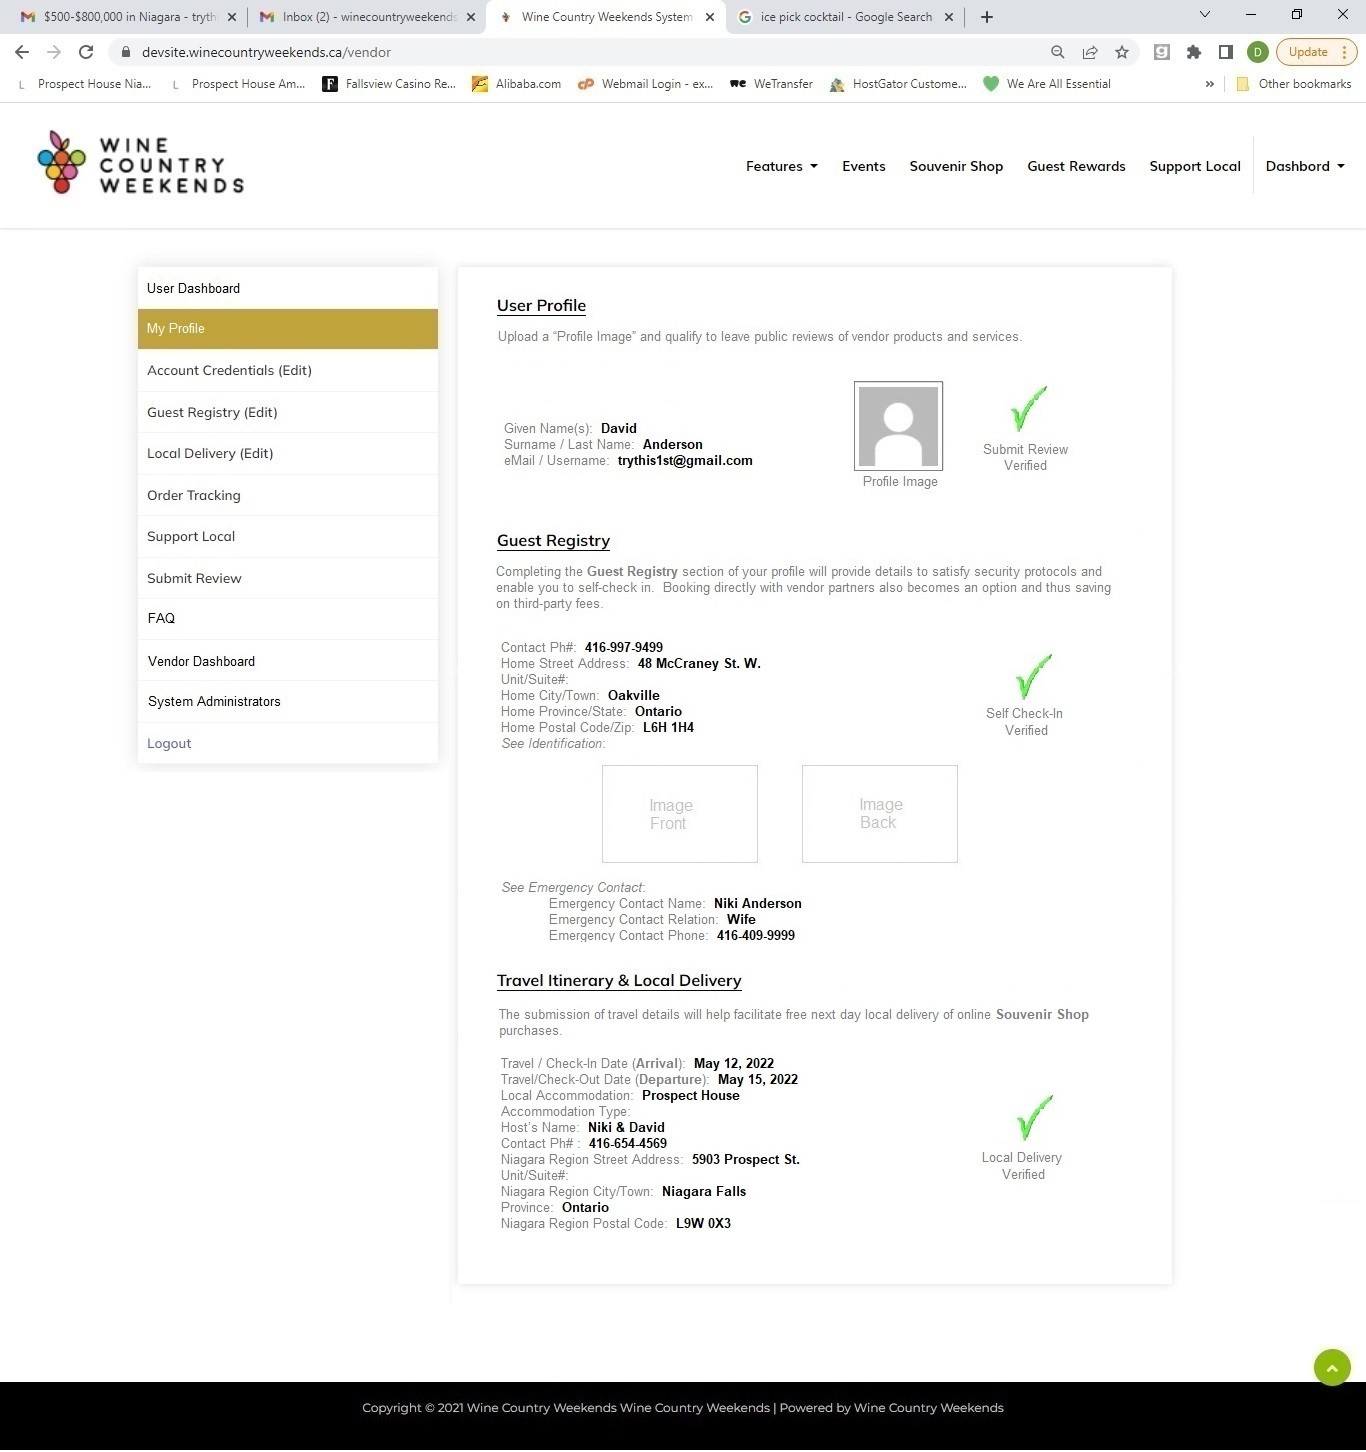 $500-$800,000 in Niagara - tryth
Inbox (2) - winecountryweekends
Wine Country Weekends System
ice pick cocktail - Google Search
devsite.winecountryweekends.ca/vendor
D
Update
L Prospect House Nia...
L Prospect House Am...
F Fallsview Casino Re...
Alibaba.com
cP Webmail Login - ex...
we WeTransfer
HostGator Custome...
We Are All Essential
»
Other bookmarks
WINE
COUNTRY
WEEKENDS
Features
Events
Souvenir Shop
Guest Rewards
Support Local
Dashbord
User Dashboard
My Profile
Account Credentials (Edit)
Guest Registry (Edit)
Local Delivery (Edit)
Order Tracking
Support Local
Submit Review
FAQ
Vendor Dashboard
System Administrators
Logout
User Profile
Upload a “Profile Image” and qualify to leave public reviews of vendor products and services.
Given Name(s): David
Surname / Last Name: Anderson
eMail / Username: trythis1st@gmail.com
Profile Image
Submit Review
Verified
Guest Registry
Completing the Guest Registry section of your profile will provide details to satisfy security protocols and
enable you to self-check in. Booking directly with vendor partners also becomes an option and thus saving
on third-party fees.
Contact Ph#: 416-997-9499
Home Street Address: 48 McCraney St. W.
Unit/Suite#:
Home City/Town: Oakville
Home Province/State: Ontario
Home Postal Code/Zip: L6H 1H4
See Identification:
Self Check-In
Verified
Image
Front
Image
Back
See Emergency Contact:
Emergency Contact Name: Niki Anderson
Emergency Contact Relation: Wife
Emergency Contact Phone: 416-409-9999
Travel Itinerary & Local Delivery
The submission of travel details will help facilitate free next day local delivery of online Souvenir Shop
purchases.
Travel / Check-In Date (Arrival): May 12, 2022
Travel/Check-Out Date (Departure): May 15, 2022
Local Accommodation: Prospect House
Accommodation Type:
Host's Name: Niki & David
Contact Ph# : 416-654-4569
Niagara Region Street Address: 5903 Prospect St.
Unit/Suite#:
Niagara Region City/Town: Niagara Falls
Province: Ontario
Niagara Region Postal Code: L9W 0X3
Local Delivery
Verified
Copyright © 2021 Wine Country Weekends Wine Country Weekends | Powered by Wine Country Weekends